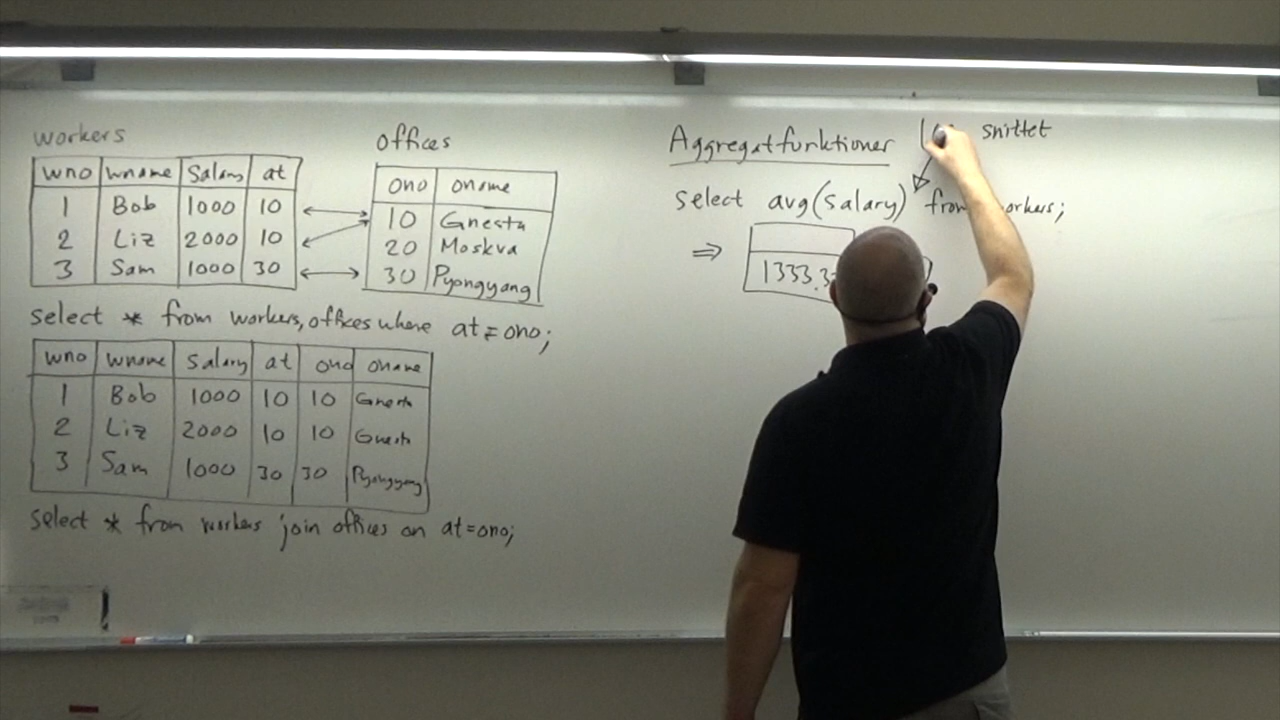 workers
wno wname Salary at
1 Bob 1000 10
2 Liz 2000 10
3 Sam 1000 30
offices
ono oname
10 Gnesta
20 Moskva
30 Pyongyang
select * from workers, offices where at = ono;
wno wname Salary at ono oname
1 Bob 1000 10 10 Gnesta
2 Liz 2000 10 10 Gnesta
3 Sam 1000 30 30 Pyongyang
select * from workers join offices on at=ono;
Aggregatfunktioner
snittet
select avg(salary) from
⇒ 1333.3